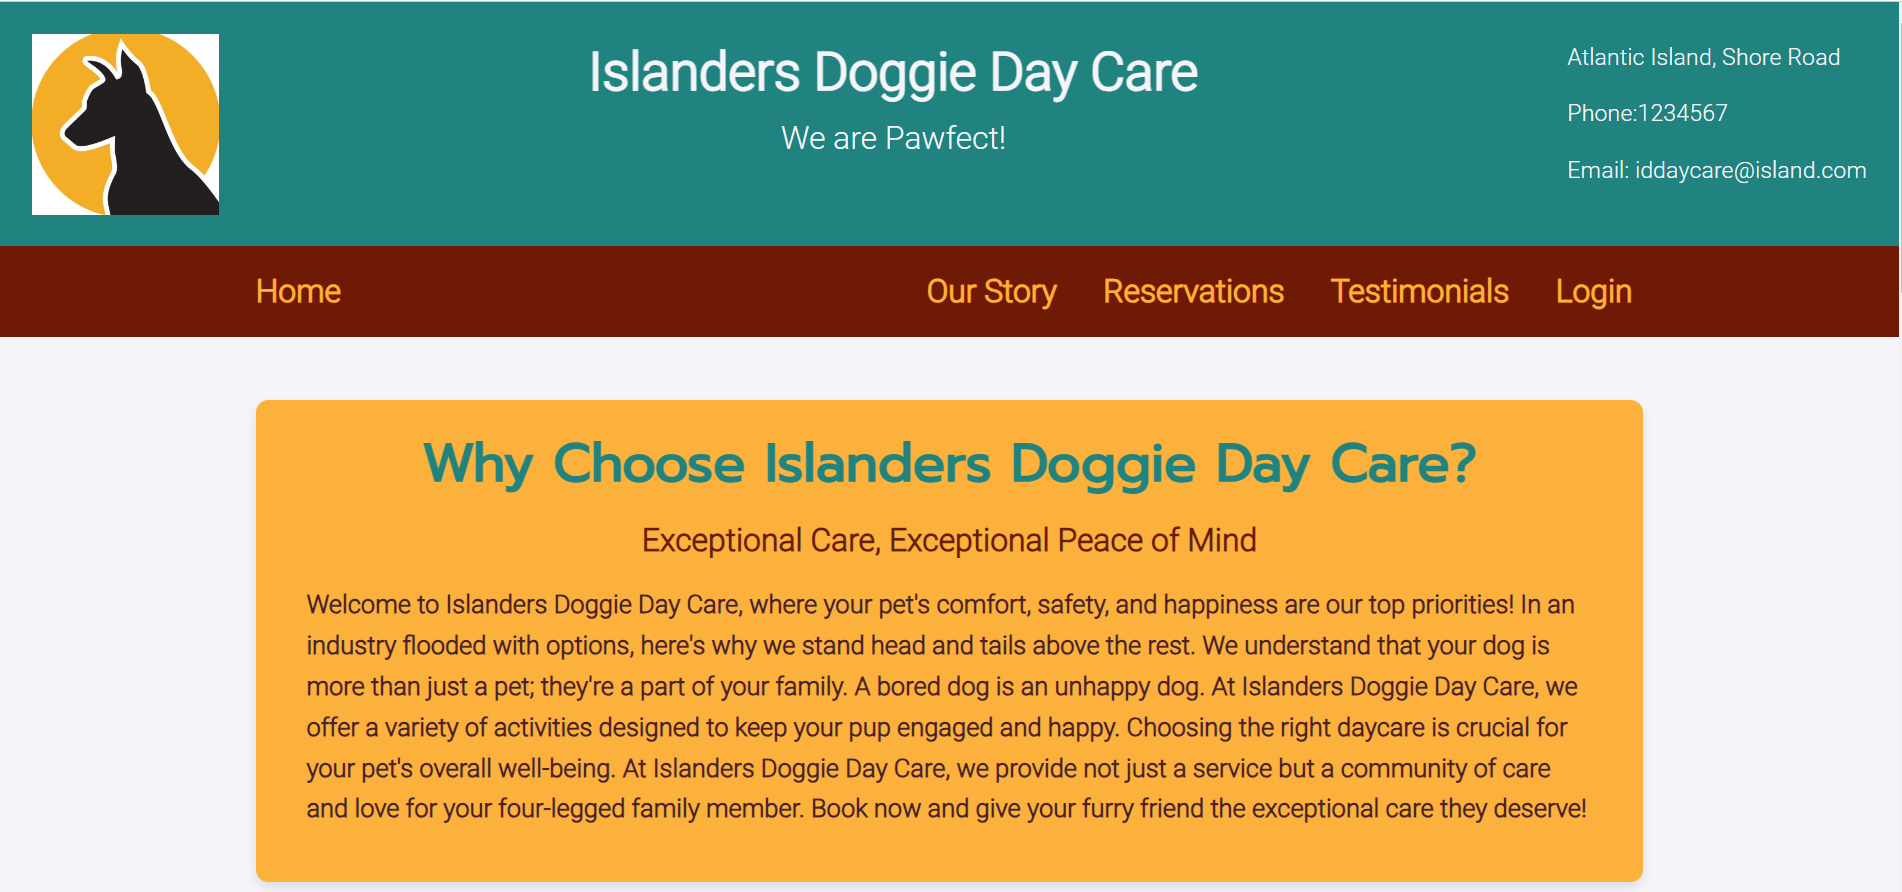 Islanders Doggie Day Care
We are Pawfect!
Atlantic Island, Shore Road
Phone:1234567
Email: iddaycare@island.com
Home
Our Story
Reservations
Testimonials
Login
Why Choose Islanders Doggie Day Care?
Exceptional Care, Exceptional Peace of Mind
Welcome to Islanders Doggie Day Care, where your pet's comfort, safety, and happiness are our top priorities! In an
industry flooded with options, here's why we stand head and tails above the rest. We understand that your dog is
more than just a pet; they're a part of your family. A bored dog is an unhappy dog. At Islanders Doggie Day Care, we
offer a variety of activities designed to keep your pup engaged and happy. Choosing the right daycare is crucial for
your pet's overall well-being. At Islanders Doggie Day Care, we provide not just a service but a community of care
and love for your four-legged family member. Book now and give your furry friend the exceptional care they deserve!